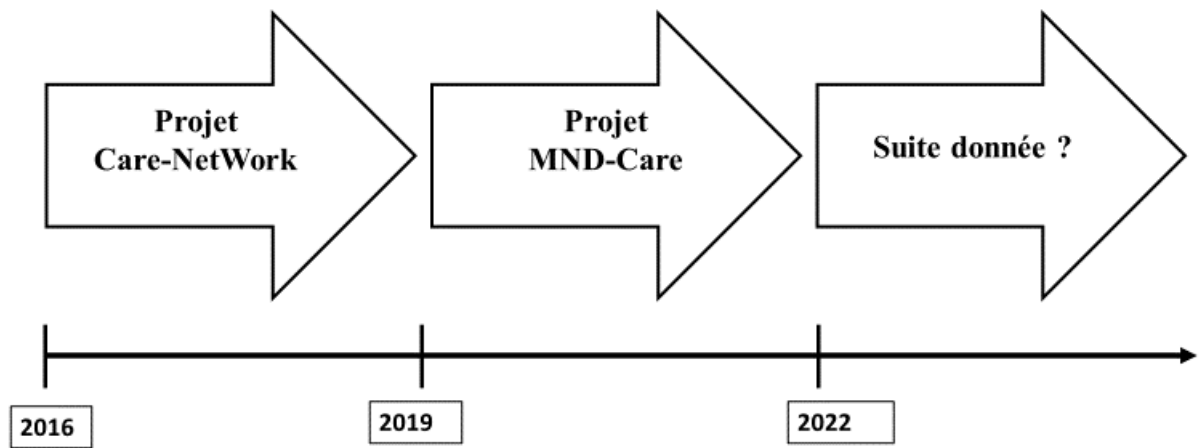 Projet
Care-NetWork
Projet
MND-Care
Suite donnée ?
2016
2019
2022